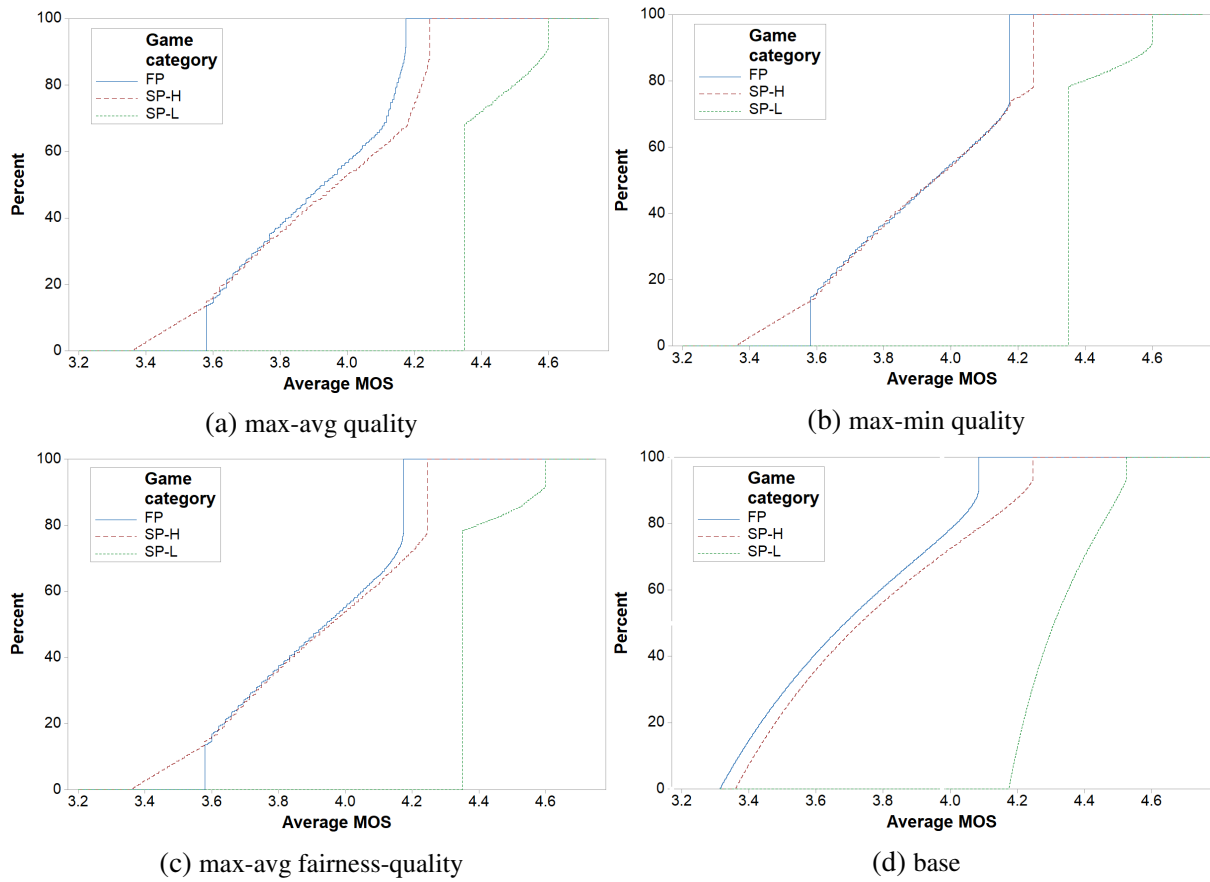 100
80
60
40
20
0
Percent
Game
category
FP
SP-H
SP-L
3.2 3.4 3.6 3.8 4.0 4.2 4.4 4.6
Average MOS
(a) max-avg quality
100
80
60
40
20
0
Percent
Game
category
FP
SP-H
SP-L
3.2 3.4 3.6 3.8 4.0 4.2 4.4 4.6
Average MOS
(b) max-min quality
100
80
60
40
20
0
Percent
Game
category
FP
SP-H
SP-L
3.2 3.4 3.6 3.8 4.0 4.2 4.4 4.6
Average MOS
(c) max-avg fairness-quality
100
80
60
40
20
0
Percent
Game
category
FP
SP-H
SP-L
3.2 3.4 3.6 3.8 4.0 4.2 4.4 4.6
Average MOS
(d) base